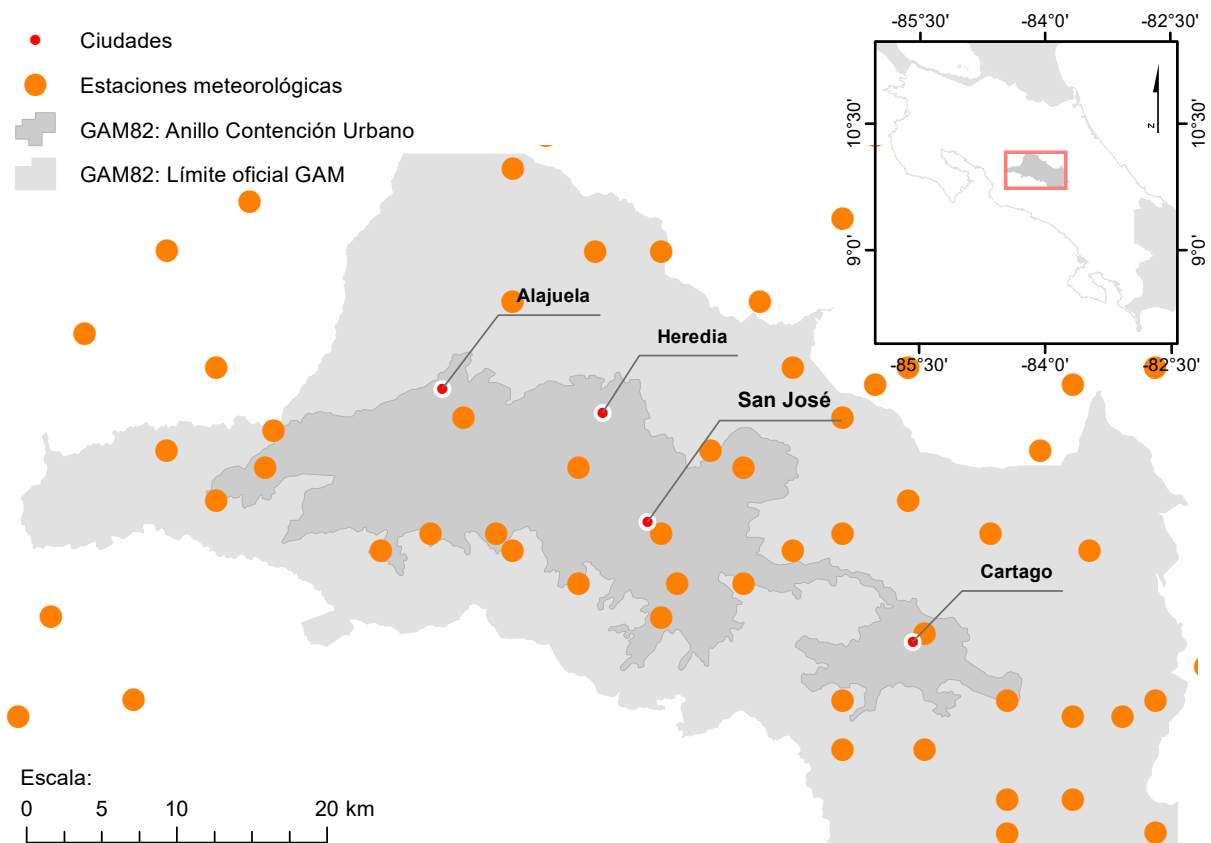 Ciudades
Estaciones meteorológicas
GAM82: Anillo Contención Urbano
GAM82: Límite oficial GAM
-85°30' -84°0' -82°30'
10°30' 10°30'
9°0' 9°0'
z
-85°30' -84°0' -82°30'
Alajuela
Heredia
San José
Cartago
Escala:
0 5 10 20 km